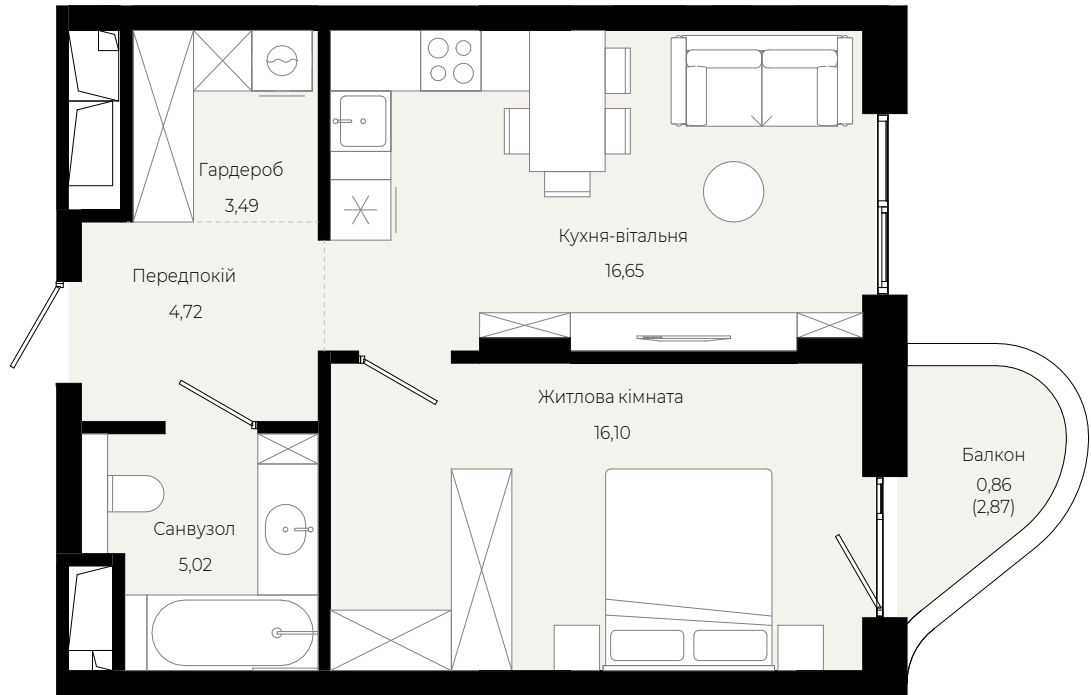 Гардероб
3,49
Кухня-вітальня
16,65
Передпокій
4,72
Житлова кімната
16,10
Балкон
0,86
(2,87)
Санвузол
5,02